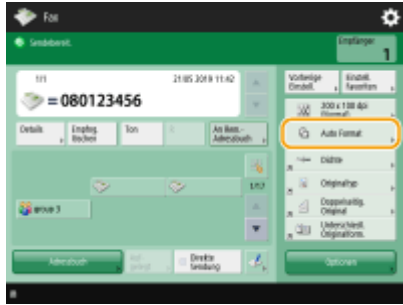 Fax
Sendebereit.
Empfänger
1
1/1
21/05 2019 11:42
= 080123456
Details
Empfng. löschen
Ton
An Rem.-Adressbuch
1/17
group 3
Adressbuch
Direkte Sendung
Vorherige Einstell.
Einstell. Favoriten
200 x 100 dpi (Normal)
Auto Format
Dichte
Originaltyp
Doppelseitig. Original
Unterschiedl. Originalform.
Optionen